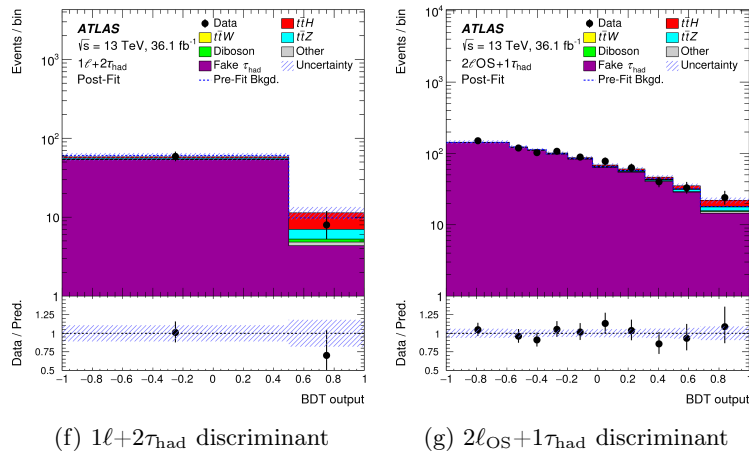 Events / bin
10⁴
10³
10²
10
1
ATLAS
√s = 13 TeV, 36.1 fb⁻¹
1ℓ+2τhad
Post-Fit
Data
tt̄H
tt̄W
tt̄Z
Diboson
Other
Fake τhad
Uncertainty
Pre-Fit Bkgd.
Data / Pred.
1.25
1
0.75
0.5
−1 −0.8 −0.6 −0.4 −0.2 0 0.2 0.4 0.6 0.8 1
BDT output
(f) 1ℓ+2τhad discriminant
Events / bin
10⁴
10³
10²
10
1
ATLAS
√s = 13 TeV, 36.1 fb⁻¹
2ℓOS+1τhad
Post-Fit
Data
tt̄H
tt̄W
tt̄Z
Diboson
Other
Fake τhad
Uncertainty
Pre-Fit Bkgd.
Data / Pred.
1.25
1
0.75
0.5
−1 −0.8 −0.6 −0.4 −0.2 0 0.2 0.4 0.6 0.8 1
BDT output
(g) 2ℓOS+1τhad discriminant